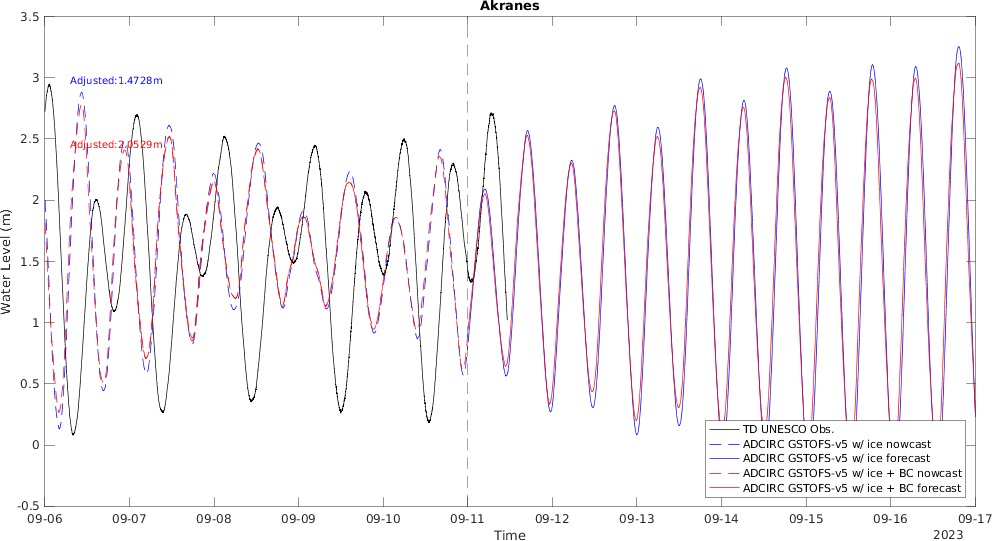 Akranes
3.5
3
2.5
2
1.5
1
0.5
0
-0.5
Water Level (m)
Adjusted:1.4728m
Adjusted:2.0529m
TD UNESCO Obs.
ADCIRC GSTOFS-v5 w/ ice nowcast
ADCIRC GSTOFS-v5 w/ ice forecast
ADCIRC GSTOFS-v5 w/ ice + BC nowcast
ADCIRC GSTOFS-v5 w/ ice + BC forecast
09-06 09-07 09-08 09-09 09-10 09-11 09-12 09-13 09-14 09-15 09-16 09-17
Time
2023